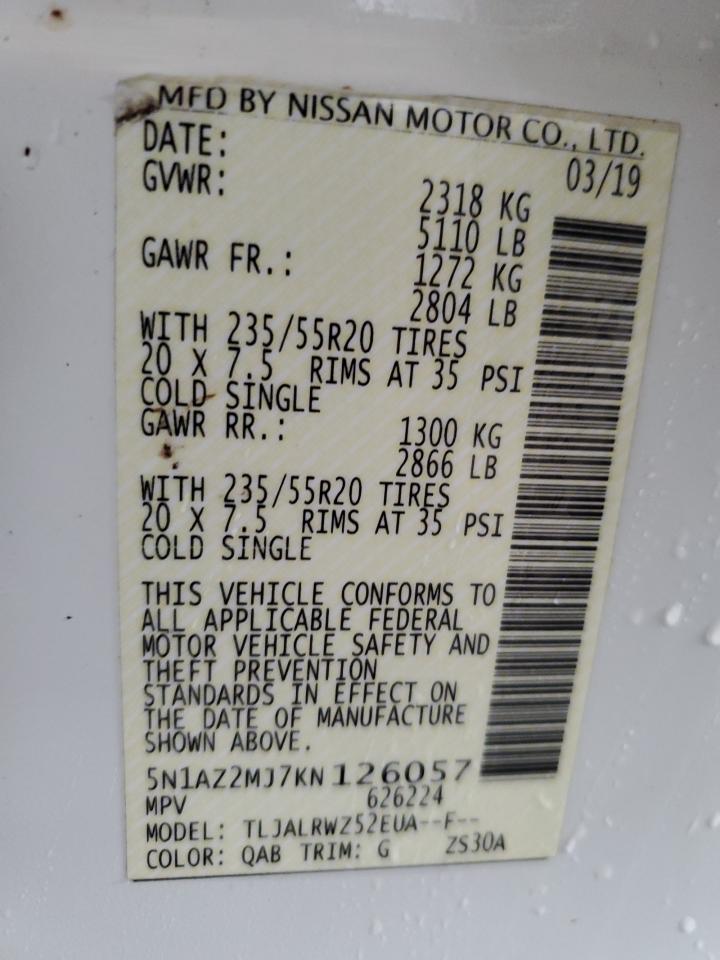 MFD BY NISSAN MOTOR CO., LTD.
DATE: 03/19
GVWR: 2318 KG
5110 LB
GAWR FR.: 1272 KG
2804 LB
WITH 235/55R20 TIRES
20 X 7.5 RIMS AT 35 PSI
COLD SINGLE
GAWR RR.: 1300 KG
2866 LB
WITH 235/55R20 TIRES
20 X 7.5 RIMS AT 35 PSI
COLD SINGLE
THIS VEHICLE CONFORMS TO
ALL APPLICABLE FEDERAL
MOTOR VEHICLE SAFETY AND
THEFT PREVENTION
STANDARDS IN EFFECT ON
THE DATE OF MANUFACTURE
SHOWN ABOVE.
5N1AZ2MJ7KN126057
MPV 626224
MODEL: TLJALRWZ52EUA--F--
COLOR: QAB TRIM: G ZS30A